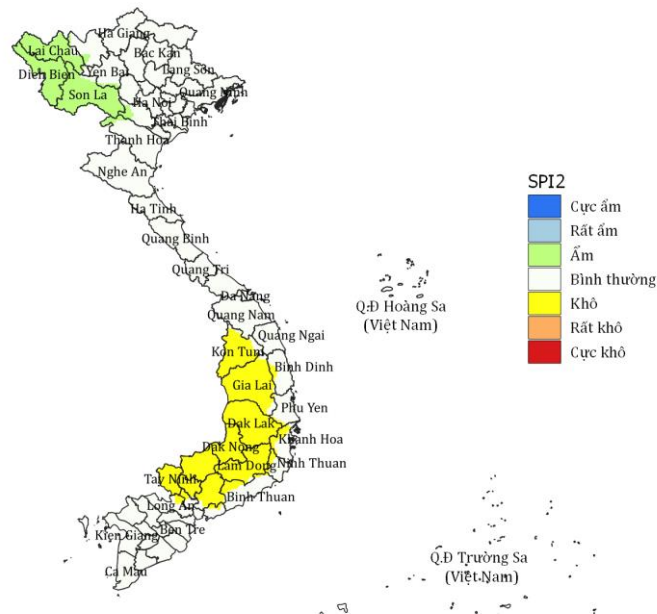 Ha Giang
Lai Chau
Bac Kan
Dien Bien
Yen Bai
Lang Son
Son La
Quang Ninh
Ha Noi
Thai Binh
Thanh Hoa
Nghe An
Ha Tinh
Quang Binh
Quang Tri
Da Nang
Quang Nam
Quang Ngai
Kon Tum
Binh Dinh
Gia Lai
Phu Yen
Dak Lak
Khanh Hoa
Dak Nong
Lam Dong
Ninh Thuan
Tay Ninh
Binh Thuan
Long An
Ben Tre
Kien Giang
Ca Mau
Q.Đ Hoàng Sa
(Việt Nam)
Q.Đ Trường Sa
(Việt Nam)
SPI2
Cực ẩm
Rất ẩm
Ẩm
Bình thường
Khô
Rất khô
Cực khô